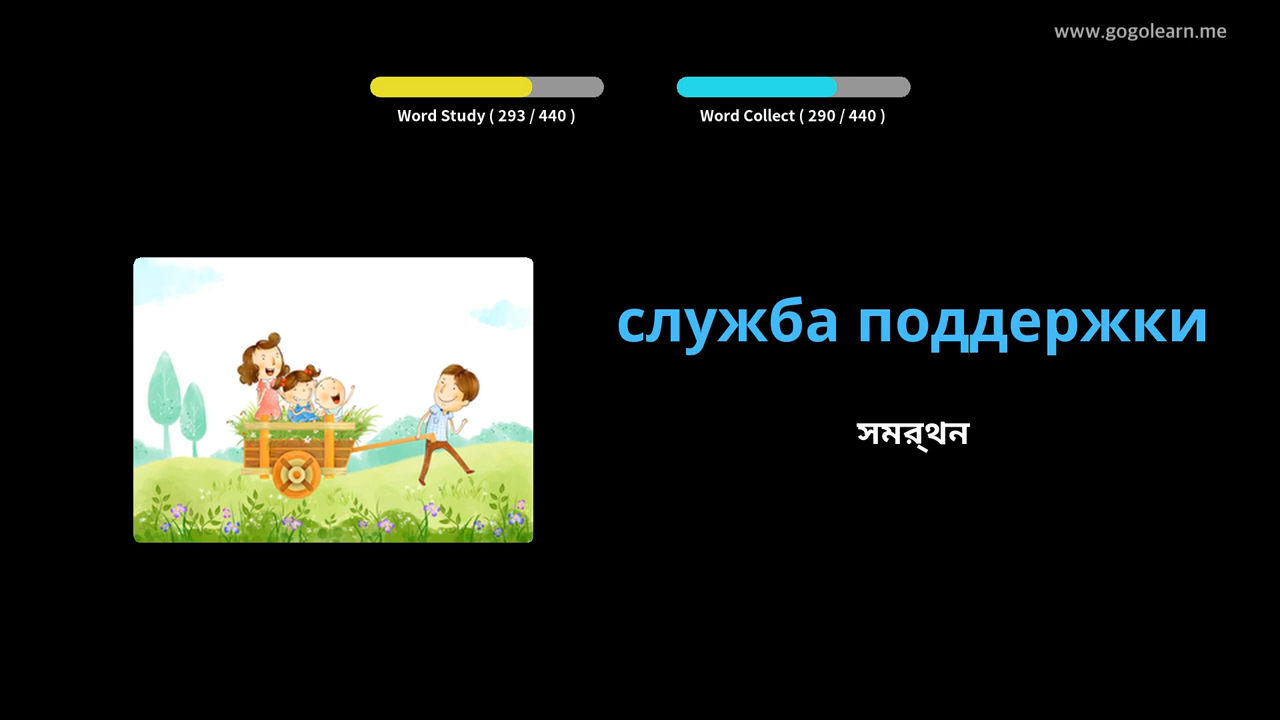 www.gogolearn.me
Word Study ( 293 / 440 )
Word Collect ( 290 / 440 )
служба поддержки
সমর্থন